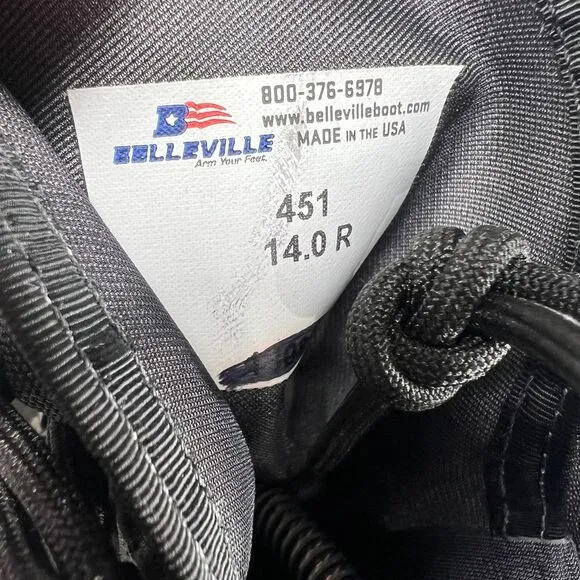 800-376-6978
www.bellevilleboot.com
MADE IN THE USA
B
BELLEVILLE
Arm Your Feet.
451
14.0 R